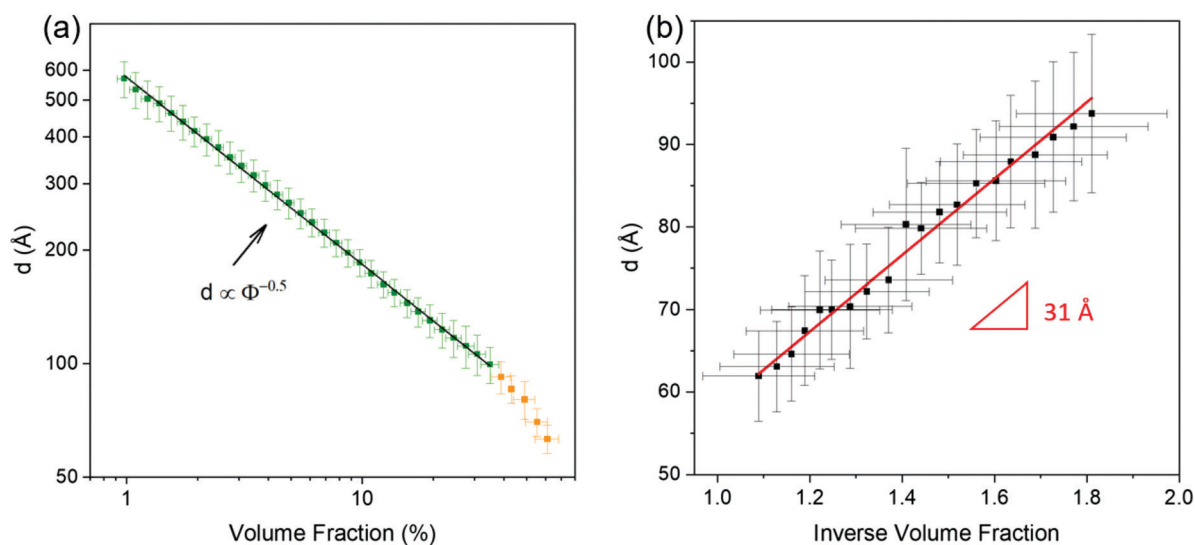 (a)
600
500
400
300
200
100
50
d (Å)
d ∝ Φ−0.5
1
10
Volume Fraction (%)
(b)
100
90
80
70
60
50
d (Å)
31 Å
1.0
1.2
1.4
1.6
1.8
2.0
Inverse Volume Fraction